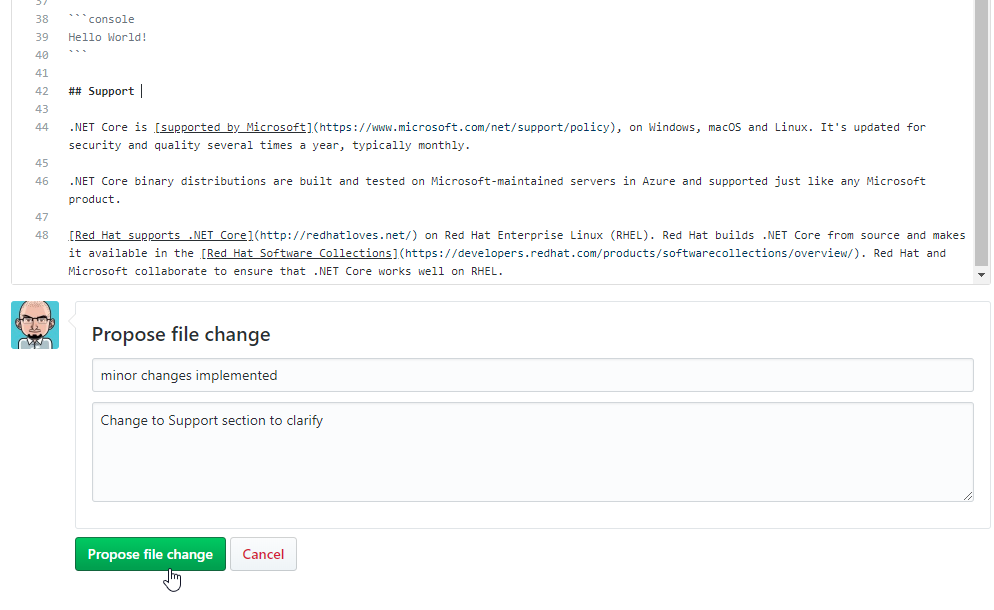 37
38 ```console
39 Hello World!
40 ```
41
42 ## Support
43
44 .NET Core is [supported by Microsoft](https://www.microsoft.com/net/support/policy), on Windows, macOS and Linux. It's updated for
security and quality several times a year, typically monthly.
45
46 .NET Core binary distributions are built and tested on Microsoft-maintained servers in Azure and supported just like any Microsoft
product.
47
48 [Red Hat supports .NET Core](http://redhatloves.net/) on Red Hat Enterprise Linux (RHEL). Red Hat builds .NET Core from source and makes
it available in the [Red Hat Software Collections](https://developers.redhat.com/products/softwarecollections/overview/). Red Hat and
Microsoft collaborate to ensure that .NET Core works well on RHEL.
Propose file change
minor changes implemented
Change to Support section to clarify
Propose file change
Cancel